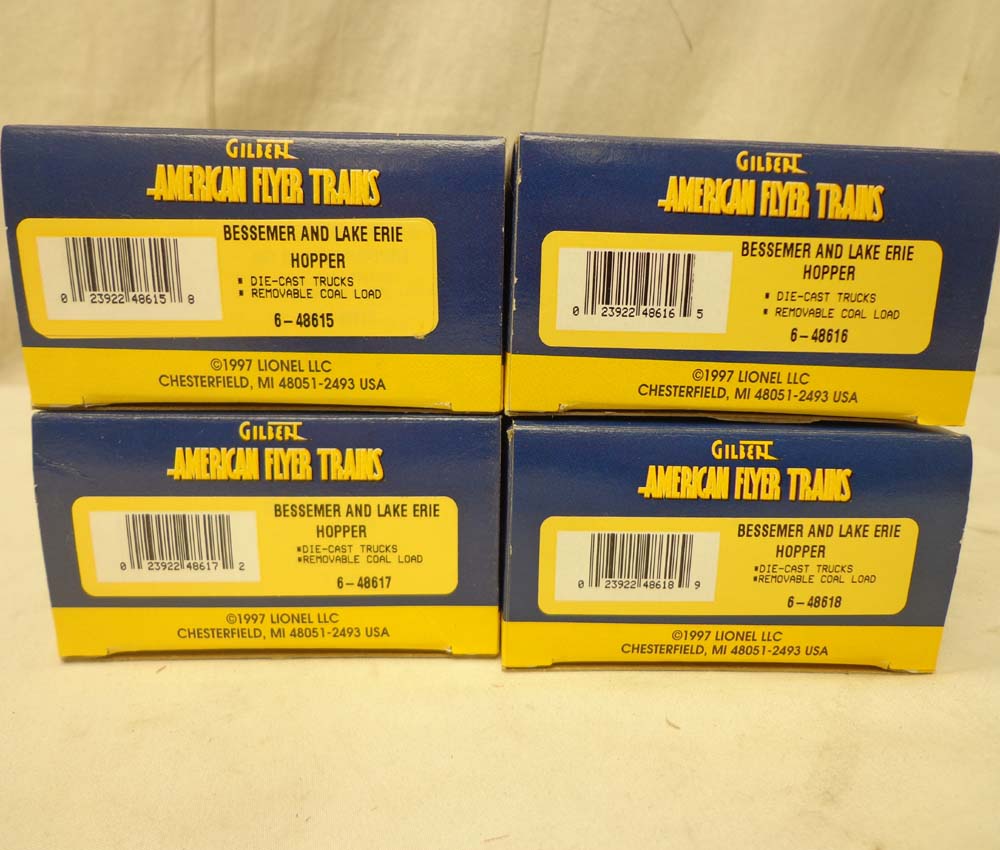 GILBERT
AMERICAN FLYER TRAINS
BESSEMER AND LAKE ERIE
HOPPER
* DIE-CAST TRUCKS
* REMOVABLE COAL LOAD
0 23922 48615 8
6-48615
©1997 LIONEL LLC
CHESTERFIELD, MI 48051-2493 USA
GILBERT
AMERICAN FLYER TRAINS
BESSEMER AND LAKE ERIE
HOPPER
* DIE-CAST TRUCKS
* REMOVABLE COAL LOAD
0 23922 48616 5
6-48616
©1997 LIONEL LLC
CHESTERFIELD, MI 48051-2493 USA
GILBERT
AMERICAN FLYER TRAINS
BESSEMER AND LAKE ERIE
HOPPER
*DIE-CAST TRUCKS
*REMOVABLE COAL LOAD
0 23922 48617 2
6-48617
©1997 LIONEL LLC
CHESTERFIELD, MI 48051-2493 USA
GILBERT
AMERICAN FLYER TRAINS
BESSEMER AND LAKE ERIE
HOPPER
*DIE-CAST TRUCKS
*REMOVABLE COAL LOAD
0 23922 48618 9
6-48618
©1997 LIONEL LLC
CHESTERFIELD, MI 48051-2493 USA